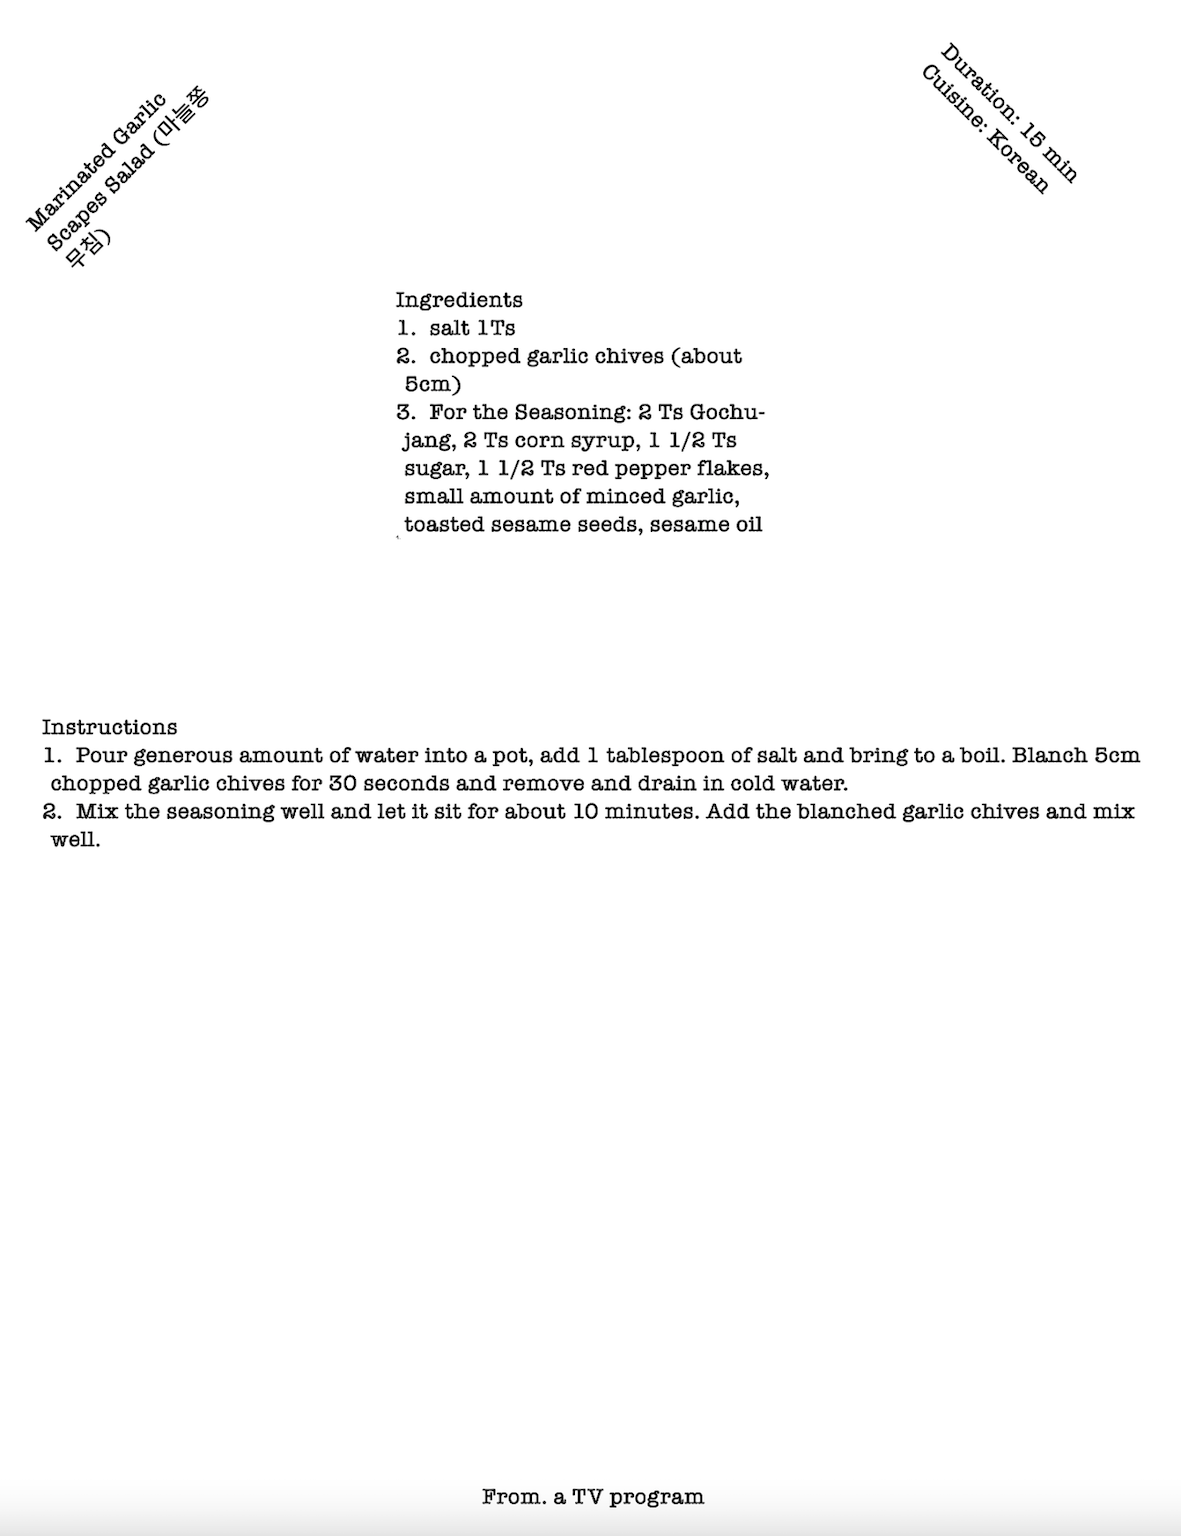 Marinated Garlic
Scapes Salad (마늘쫑
무침)
Duration: 15 min
Cuisine: Korean
Ingredients
1. salt 1Ts
2. chopped garlic chives (about
5cm)
3. For the Seasoning: 2 Ts Gochu-
jang, 2 Ts corn syrup, 1 1/2 Ts
sugar, 1 1/2 Ts red pepper flakes,
small amount of minced garlic,
toasted sesame seeds, sesame oil
Instructions
1. Pour generous amount of water into a pot, add 1 tablespoon of salt and bring to a boil. Blanch 5cm
chopped garlic chives for 30 seconds and remove and drain in cold water.
2. Mix the seasoning well and let it sit for about 10 minutes. Add the blanched garlic chives and mix
well.
From. a TV program